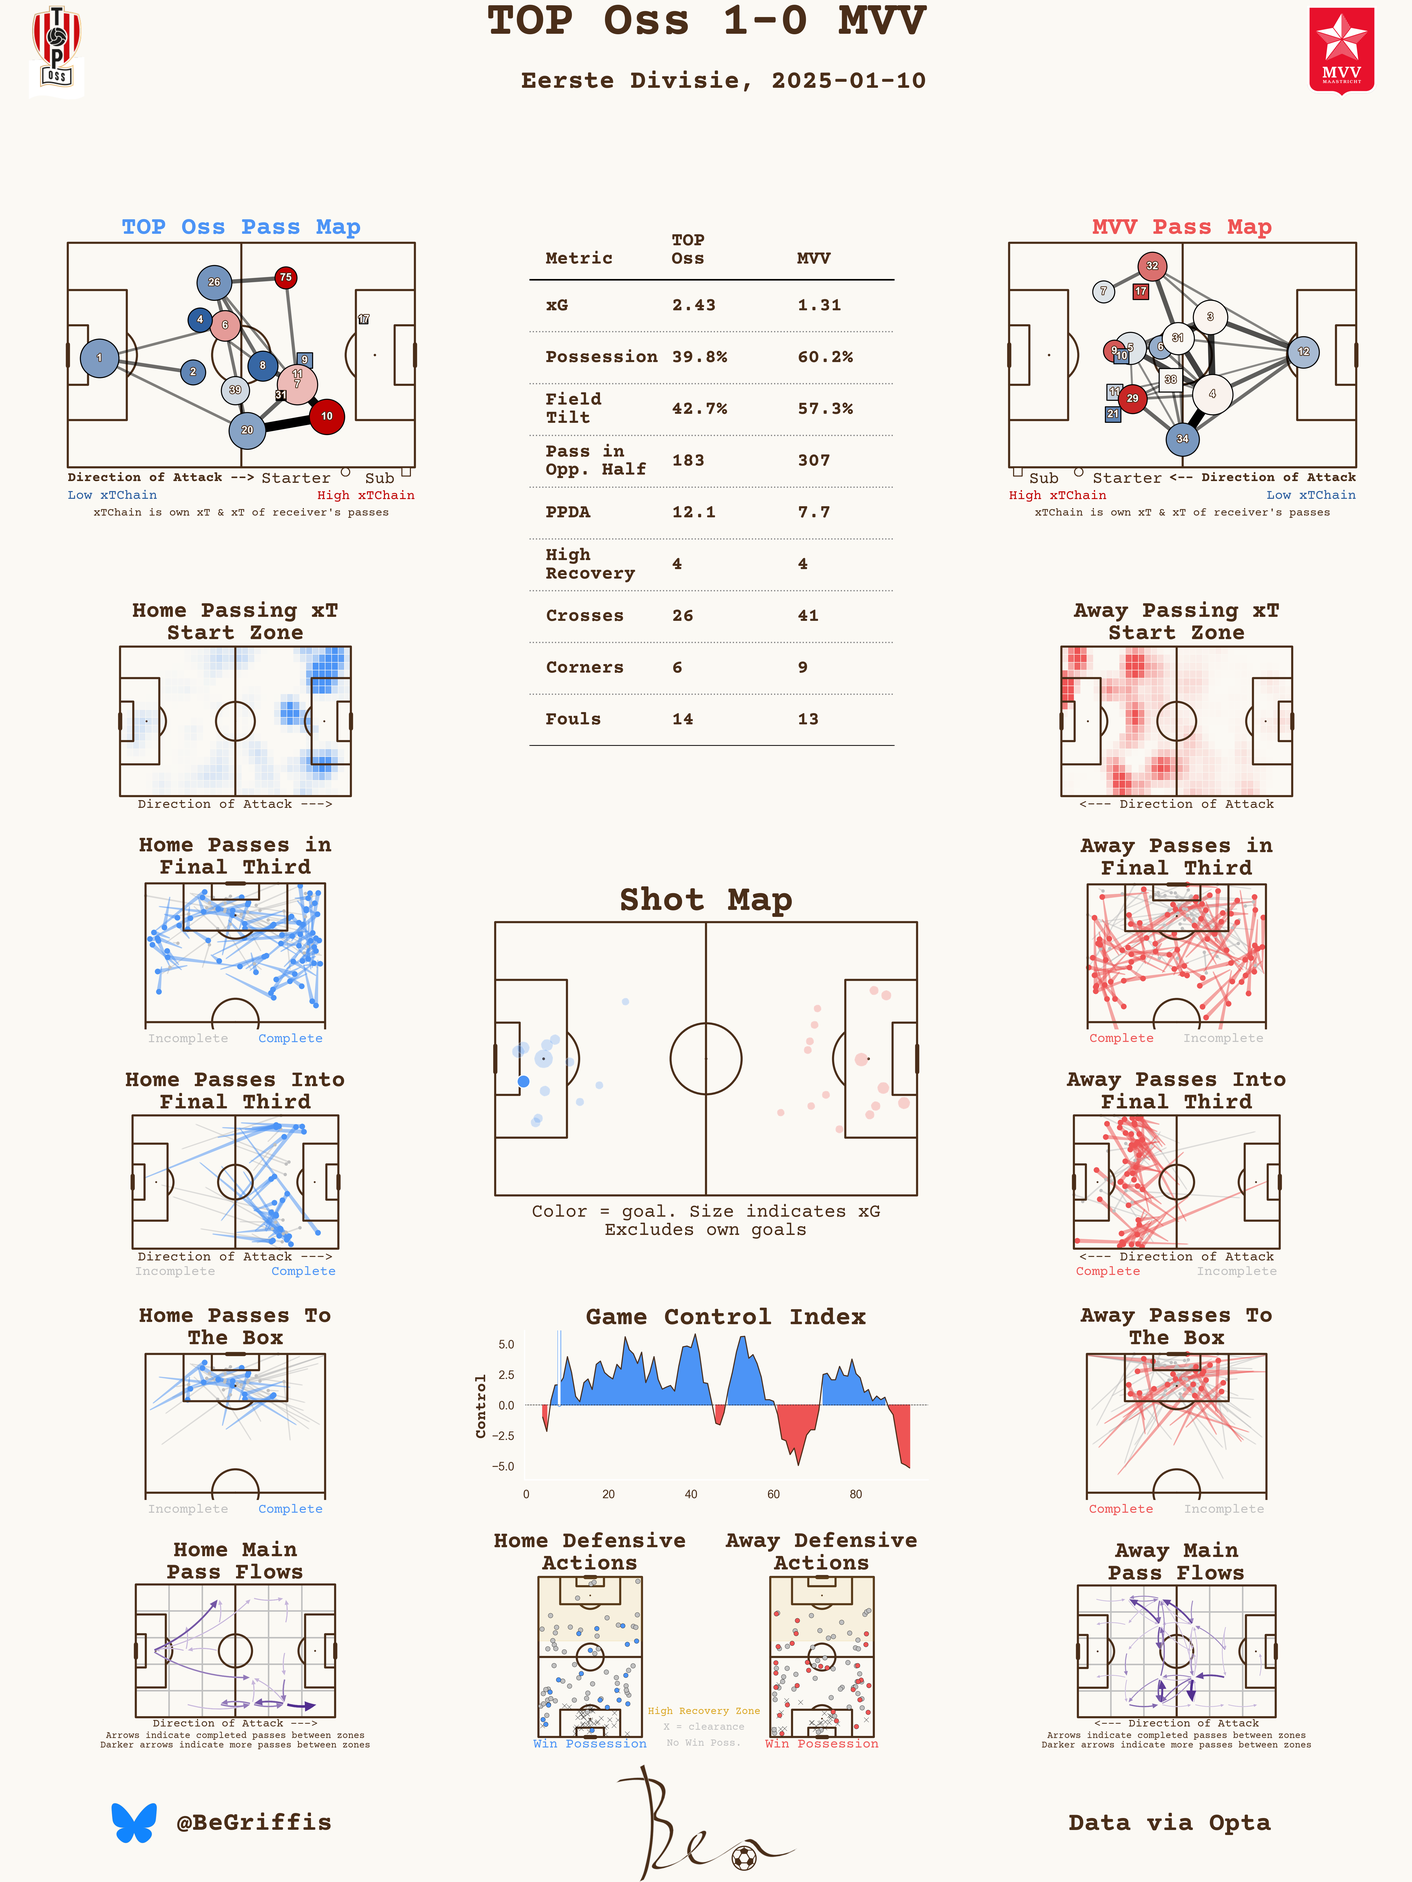 TOP Oss 1-0 MVV
Eerste Divisie, 2025-01-10
T
O
P
OSS
MVV
MAASTRICHT
TOP Oss Pass Map
26
75
4
6
17
1
2
8
9
11
7
39
31
10
20
Direction of Attack --> Starter Sub
Low xTChain High xTChain
xTChain is own xT & xT of receiver's passes
Metric TOP Oss MVV
xG 2.43 1.31
Possession 39.8% 60.2%
Field Tilt 42.7% 57.3%
Pass in Opp. Half 183 307
PPDA 12.1 7.7
High Recovery 4 4
Crosses 26 41
Corners 6 9
Fouls 14 13
MVV Pass Map
32
7
17
3
31
9
5
6
10
12
38
11
29
4
21
34
Sub Starter <-- Direction of Attack
High xTChain Low xTChain
xTChain is own xT & xT of receiver's passes
Home Passing xT
Start Zone
Direction of Attack --->
Away Passing xT
Start Zone
<--- Direction of Attack
Home Passes in
Final Third
Incomplete Complete
Shot Map
Color = goal. Size indicates xG
Excludes own goals
Away Passes in
Final Third
Complete Incomplete
Home Passes Into
Final Third
Direction of Attack --->
Incomplete Complete
Away Passes Into
Final Third
<--- Direction of Attack
Complete Incomplete
Home Passes To
The Box
Incomplete Complete
Game Control Index
Control
5.0
2.5
0.0
−2.5
−5.0
0 20 40 60 80
Away Passes To
The Box
Complete Incomplete
Home Main
Pass Flows
Direction of Attack --->
Arrows indicate completed passes between zones
Darker arrows indicate more passes between zones
Home Defensive
Actions
Win Possession
High Recovery Zone
X = clearance
No Win Poss.
Away Defensive
Actions
Win Possession
Away Main
Pass Flows
<--- Direction of Attack
Arrows indicate completed passes between zones
Darker arrows indicate more passes between zones
@BeGriffis
Ben
Data via Opta